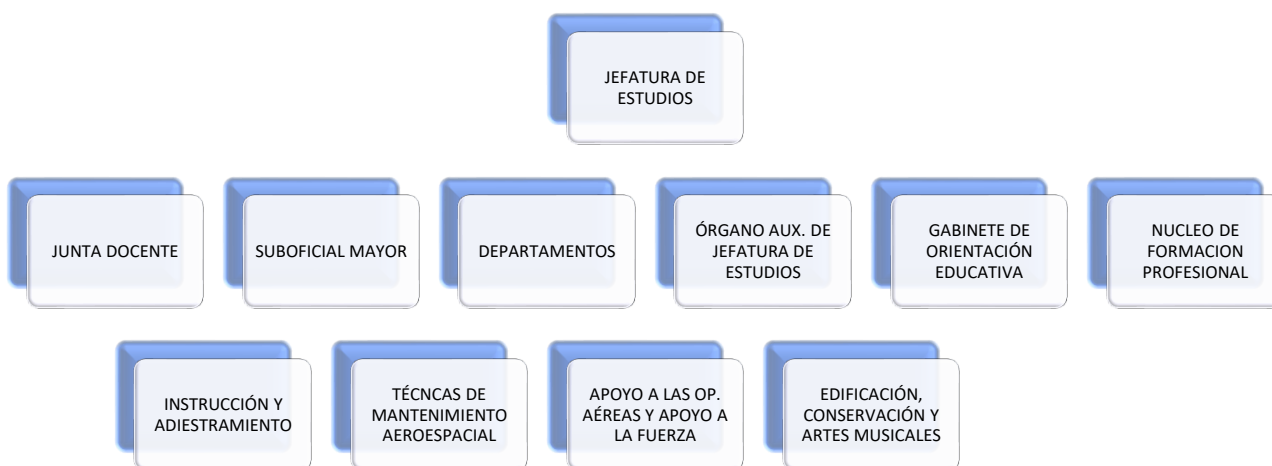 JEFATURA DE
ESTUDIOS
JUNTA DOCENTE
SUBOFICIAL MAYOR
DEPARTAMENTOS
ÓRGANO AUX. DE
JEFATURA DE
ESTUDIOS
GABINETE DE
ORIENTACIÓN
EDUCATIVA
NUCLEO DE
FORMACION
PROFESIONAL
INSTRUCCIÓN Y
ADIESTRAMIENTO
TÉCNCAS DE
MANTENIMIENTO
AEROESPACIAL
APOYO A LAS OP.
AÉREAS Y APOYO A
LA FUERZA
EDIFICACIÓN,
CONSERVACIÓN Y
ARTES MUSICALES